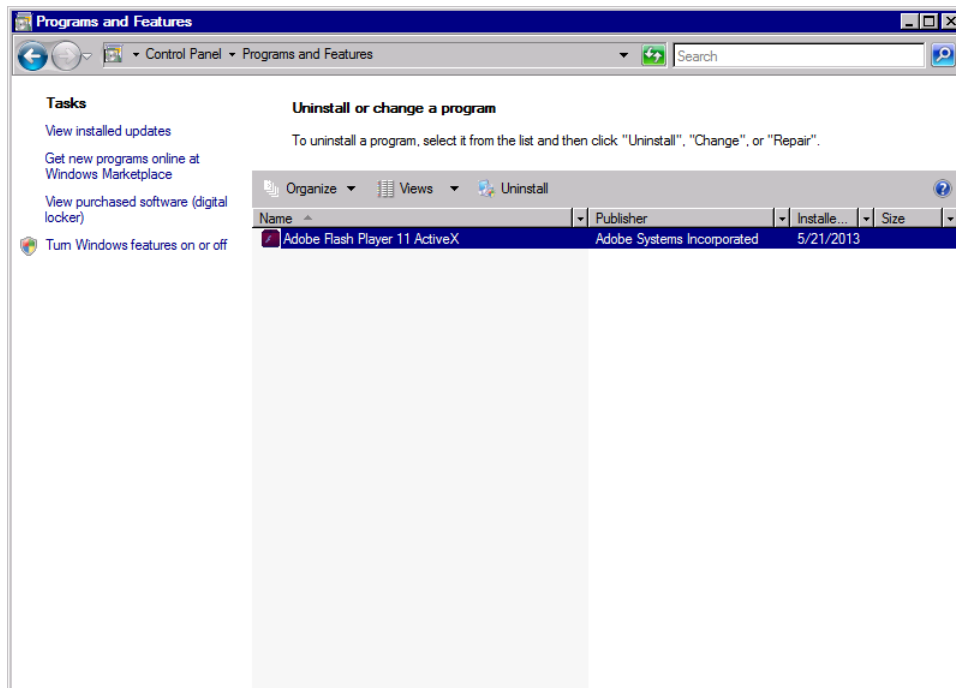 Programs and Features
Control Panel Programs and Features
Search
Tasks
View installed updates
Get new programs online at
Windows Marketplace
View purchased software (digital
locker)
Turn Windows features on or off
Uninstall or change a program
To uninstall a program, select it from the list and then click "Uninstall", "Change", or "Repair".
Organize Views Uninstall
Name Publisher Installe... Size
Adobe Flash Player 11 ActiveX Adobe Systems Incorporated 5/21/2013